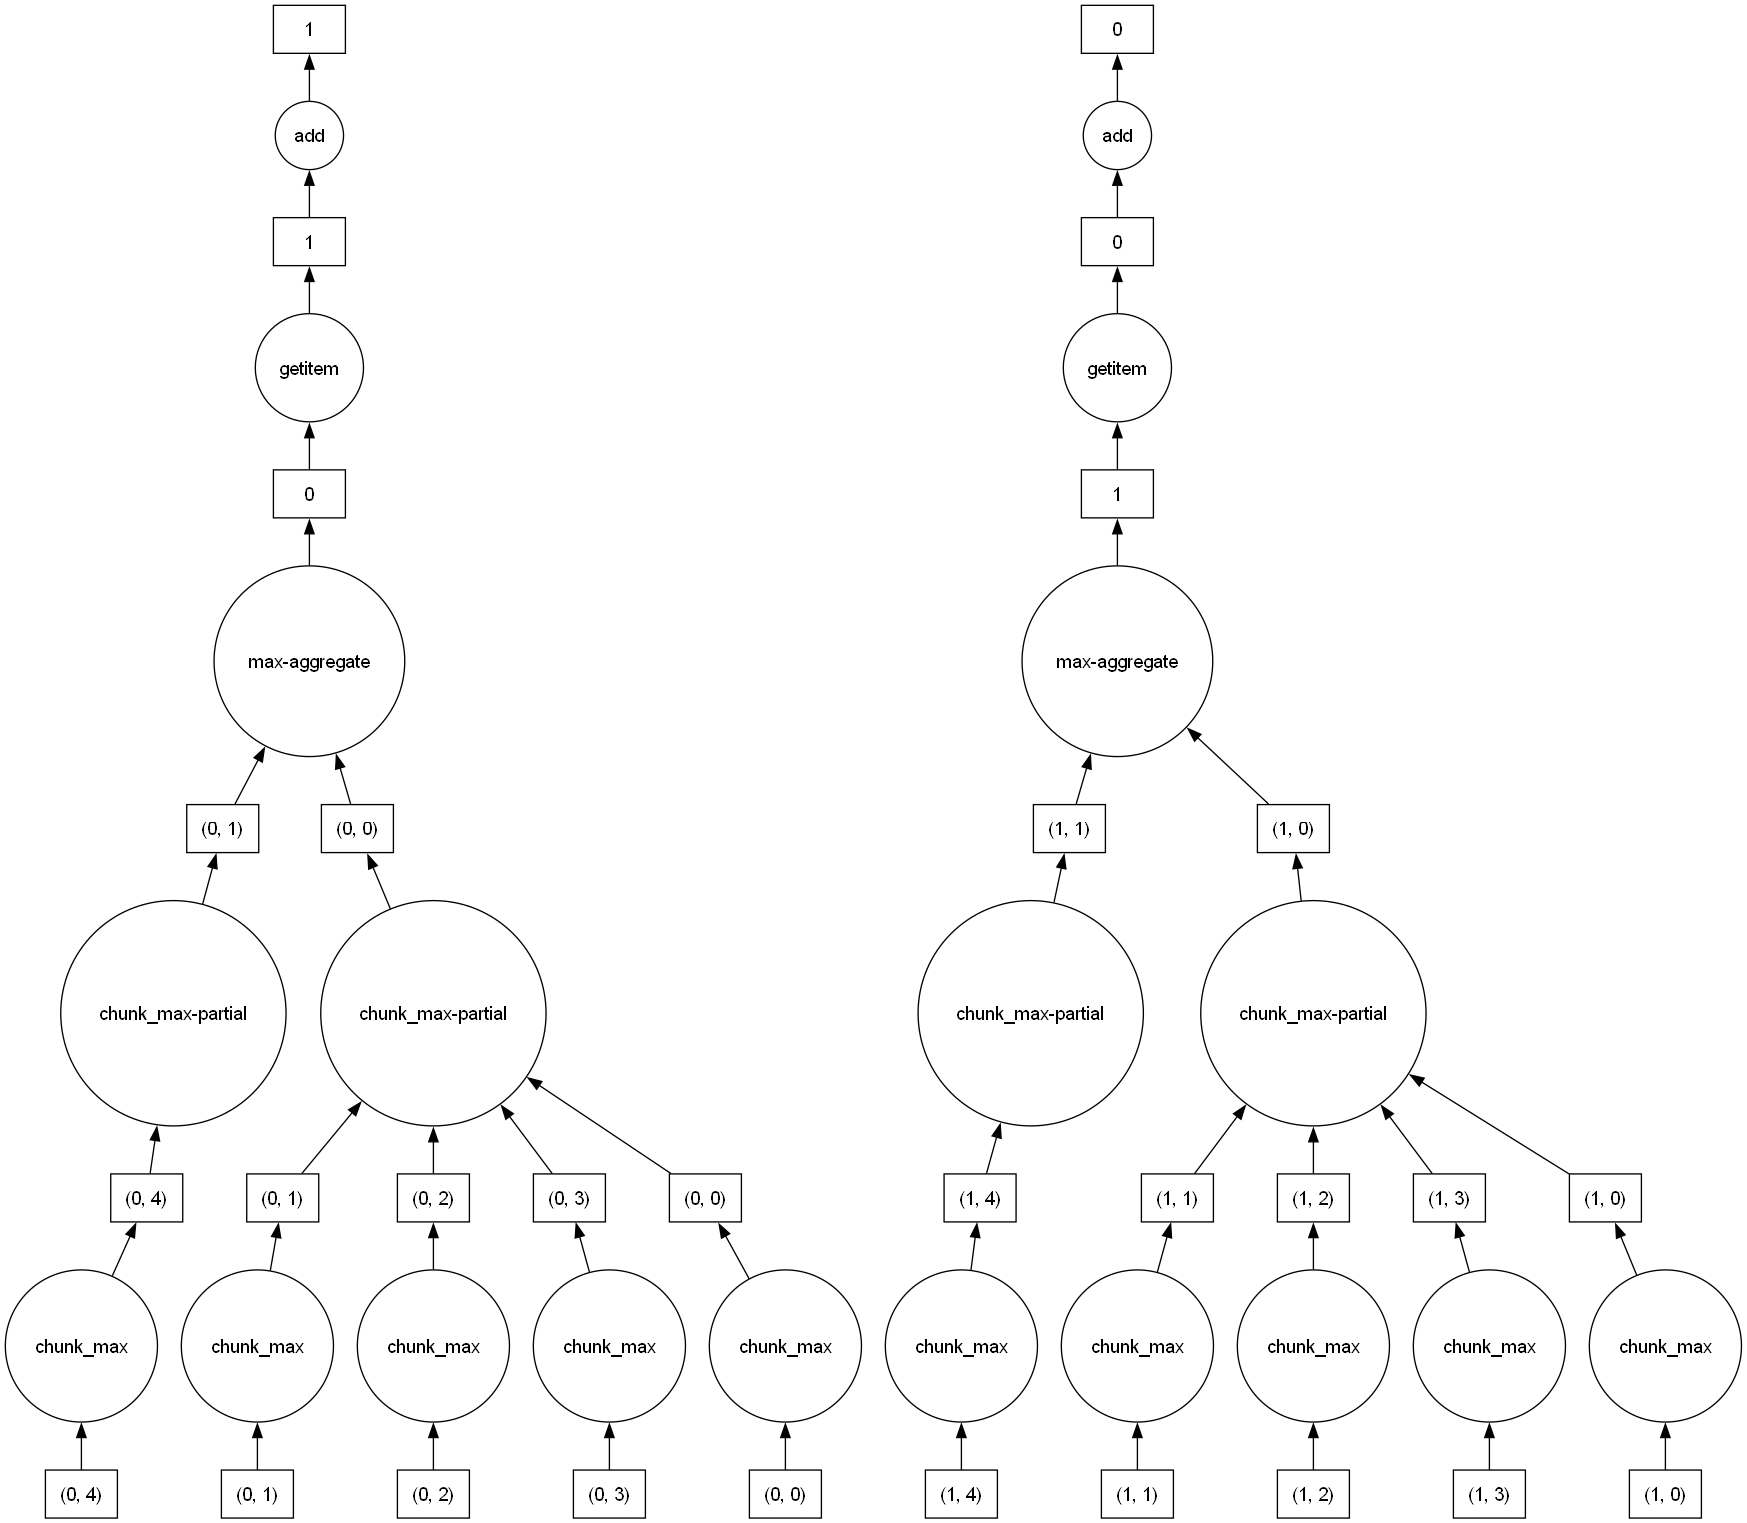 1
0
add
add
1
0
getitem
getitem
0
1
max-aggregate
max-aggregate
(0, 1)
(0, 0)
(1, 1)
(1, 0)
chunk_max-partial
chunk_max-partial
chunk_max-partial
chunk_max-partial
(0, 4)
(0, 1)
(0, 2)
(0, 3)
(0, 0)
(1, 4)
(1, 1)
(1, 2)
(1, 3)
(1, 0)
chunk_max
chunk_max
chunk_max
chunk_max
chunk_max
chunk_max
chunk_max
chunk_max
chunk_max
chunk_max
(0, 4)
(0, 1)
(0, 2)
(0, 3)
(0, 0)
(1, 4)
(1, 1)
(1, 2)
(1, 3)
(1, 0)